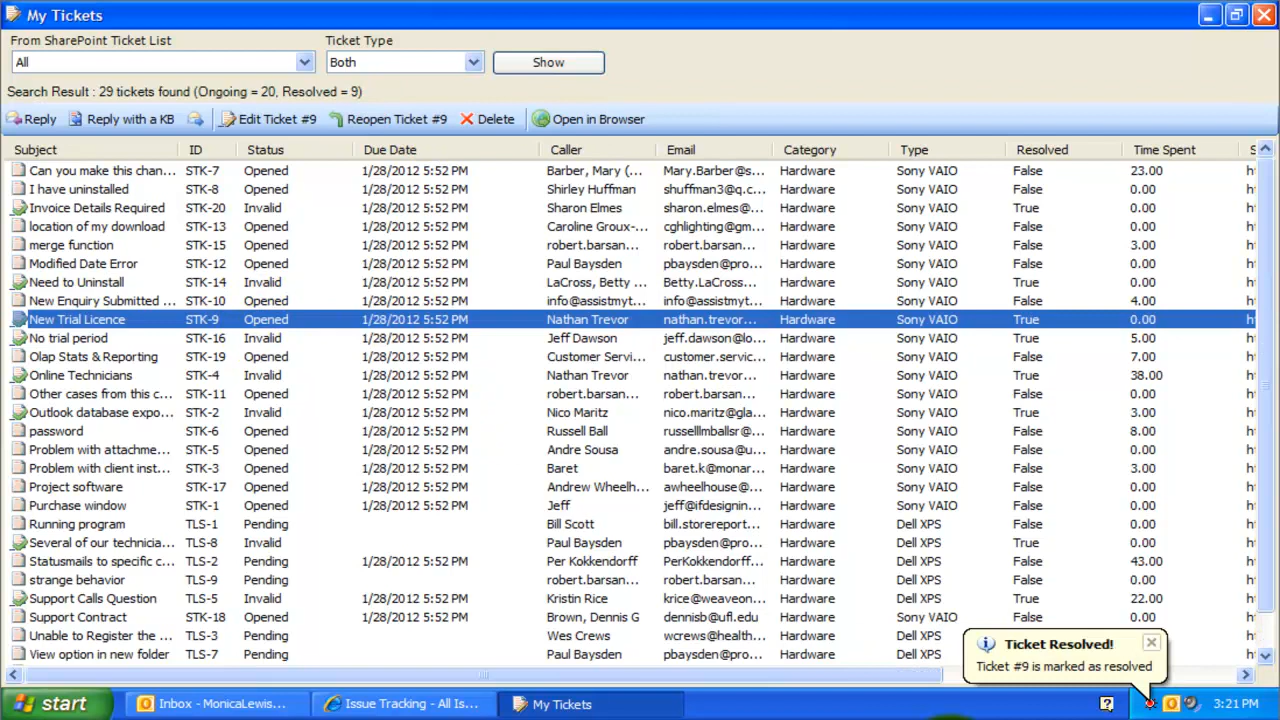 My Tickets
From SharePoint Ticket List Ticket Type
All Both Show
Search Result : 29 tickets found (Ongoing = 20, Resolved = 9)
Reply Reply with a KB Edit Ticket #9 Reopen Ticket #9 Delete Open in Browser
Subject ID Status Due Date Caller Email Category Type Resolved Time Spent S
Can you make this chan... STK-7 Opened 1/28/2012 5:52 PM Barber, Mary (... Mary.Barber@s... Hardware Sony VAIO False 23.00
I have uninstalled STK-8 Opened 1/28/2012 5:52 PM Shirley Huffman shuffman3@q.c... Hardware Sony VAIO False 0.00
Invoice Details Required STK-20 Invalid 1/28/2012 5:52 PM Sharon Elmes sharon.elmes@... Hardware Sony VAIO True 0.00
location of my download STK-13 Opened 1/28/2012 5:52 PM Caroline Groux-... cghlighting@gm... Hardware Sony VAIO False 0.00
merge function STK-15 Opened 1/28/2012 5:52 PM robert.barsan... robert.barsan... Hardware Sony VAIO False 3.00
Modified Date Error STK-12 Opened 1/28/2012 5:52 PM Paul Baysden pbaysden@pro... Hardware Sony VAIO False 0.00
Need to Uninstall STK-14 Invalid 1/28/2012 5:52 PM LaCross, Betty ... Betty.LaCross... Hardware Sony VAIO True 0.00
New Enquiry Submitted ... STK-10 Opened 1/28/2012 5:52 PM info@assistmyt... info@assistmyt... Hardware Sony VAIO False 4.00
New Trial Licence STK-9 Opened 1/28/2012 5:52 PM Nathan Trevor nathan.trevor... Hardware Sony VAIO True 0.00
No trial period STK-16 Invalid 1/28/2012 5:52 PM Jeff Dawson jeff.dawson@lo... Hardware Sony VAIO True 5.00
Olap Stats & Reporting STK-19 Opened 1/28/2012 5:52 PM Customer Servi... customer.servic... Hardware Sony VAIO False 7.00
Online Technicians STK-4 Invalid 1/28/2012 5:52 PM Nathan Trevor nathan.trevor... Hardware Sony VAIO True 38.00
Other cases from this c... STK-11 Opened 1/28/2012 5:52 PM robert.barsan... robert.barsan... Hardware Sony VAIO False 0.00
Outlook database expo... STK-2 Invalid 1/28/2012 5:52 PM Nico Maritz nico.maritz@gla... Hardware Sony VAIO True 3.00
password STK-6 Opened 1/28/2012 5:52 PM Russell Ball russelllmballsr@... Hardware Sony VAIO False 8.00
Problem with attachme... STK-5 Opened 1/28/2012 5:52 PM Andre Sousa andre.sousa@u... Hardware Sony VAIO False 0.00
Problem with client inst... STK-3 Opened 1/28/2012 5:52 PM Baret baret.k@monar... Hardware Sony VAIO False 3.00
Project software STK-17 Opened 1/28/2012 5:52 PM Andrew Wheelh... awheelhouse@... Hardware Sony VAIO False 0.00
Purchase window STK-1 Opened 1/28/2012 5:52 PM Jeff jeff@ifdesignin... Hardware Sony VAIO False 0.00
Running program TLS-1 Pending Bill Scott bill.storereport... Hardware Dell XPS False 0.00
Several of our technicia... TLS-8 Invalid Paul Baysden pbaysden@pro... Hardware Dell XPS True 0.00
Statusmails to specific c... TLS-2 Pending 1/28/2012 5:52 PM Per Kokkendorff PerKokkendorff,... Hardware Dell XPS False 43.00
strange behavior TLS-9 Pending robert.barsan... robert.barsan... Hardware Dell XPS False 0.00
Support Calls Question TLS-5 Invalid 1/28/2012 5:52 PM Kristin Rice krice@weaveon... Hardware Dell XPS True 22.00
Support Contract STK-18 Opened 1/28/2012 5:52 PM Brown, Dennis G dennisb@ufl.edu Hardware Sony VAIO False 0.00
Unable to Register the ... TLS-3 Pending Wes Crews wcrews@health... Hardware Dell XPS
View option in new folder TLS-7 Pending Paul Baysden pbaysden@pro... Hardware Dell XPS
Ticket Resolved!
Ticket #9 is marked as resolved
start Inbox - MonicaLewis... Issue Tracking - All Is... My Tickets 3:21 PM